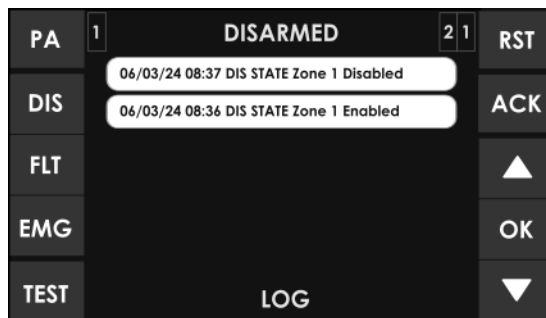 PA
1
DISARMED
2 1
RST
06/03/24 08:37 DIS STATE Zone 1 Disabled
DIS
06/03/24 08:36 DIS STATE Zone 1 Enabled
ACK
FLT
EMG
OK
TEST
LOG